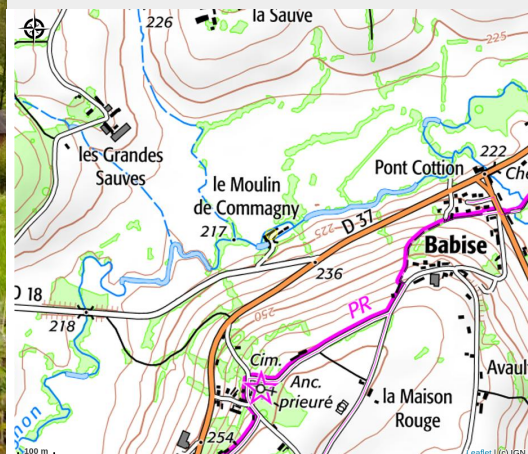 226
la Sauve
225
les Grandes
Sauves
222
Pont Cottion
le Moulin
de Commagny
217
225
D 37
Babise
236
D 18
218
250
PR
Cim.
Anc.
prieuré
la Maison
Rouge
254
100 m
Leaflet | (c) IGN